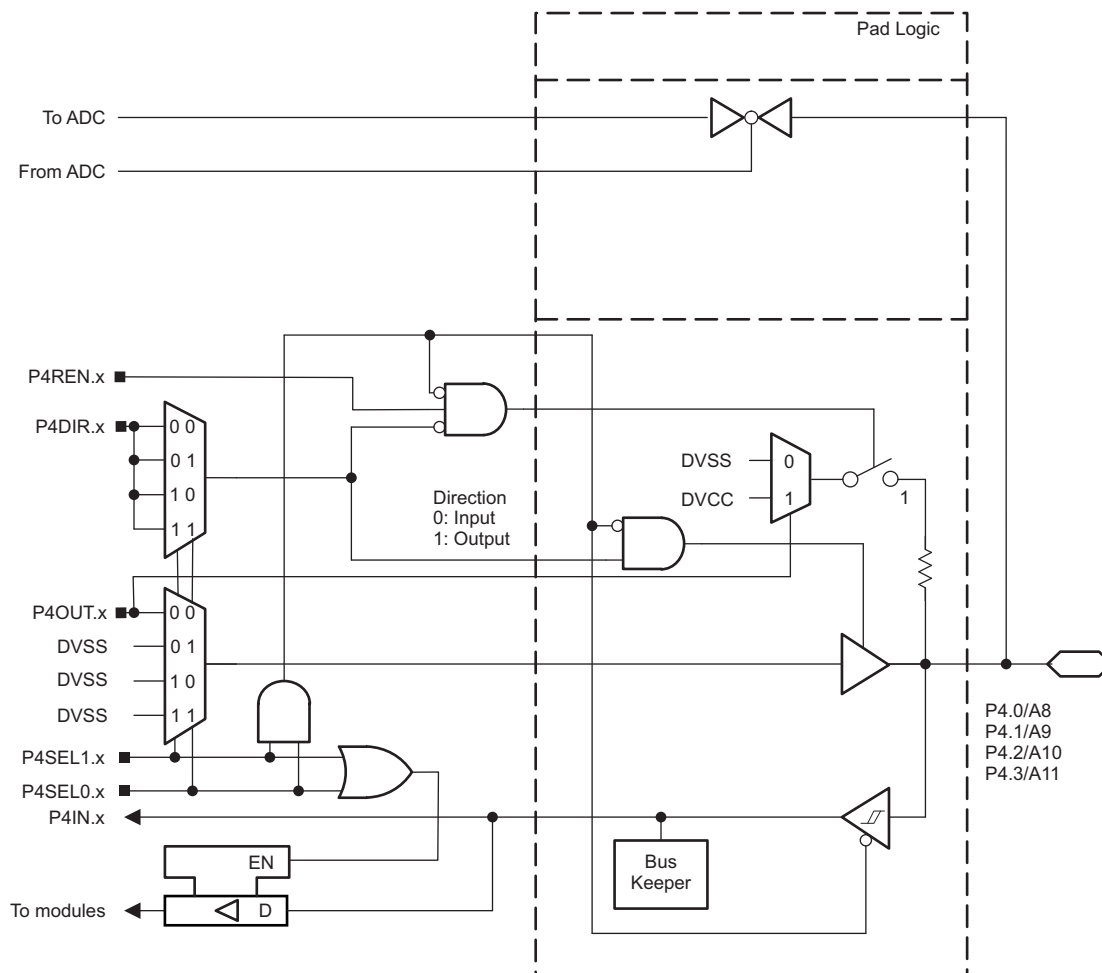 Pad Logic
To ADC
From ADC
P4REN.x
P4DIR.x
0 0
0 1
1 0
1 1
Direction
0: Input
1: Output
DVSS
0
DVCC
1
1
P4OUT.x
0 0
DVSS
0 1
DVSS
1 0
DVSS
1 1
P4.0/A8
P4.1/A9
P4.2/A10
P4.3/A11
P4SEL1.x
P4SEL0.x
P4IN.x
Bus
Keeper
EN
To modules
D